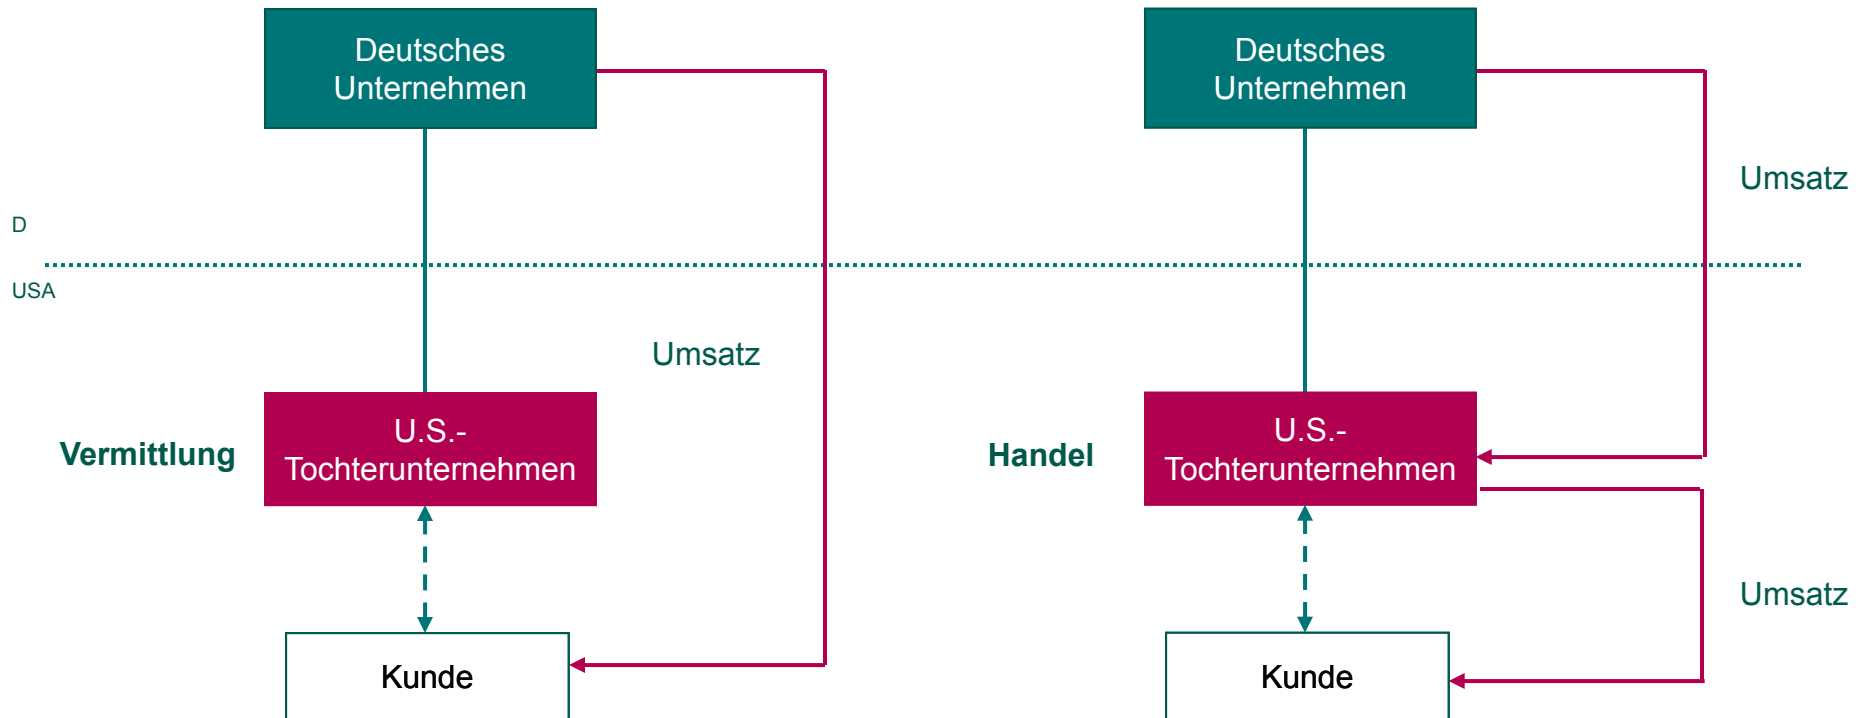 Deutsches
Unternehmen
Deutsches
Unternehmen
Umsatz
D
USA
Umsatz
Vermittlung
U.S.-
Tochterunternehmen
Handel
U.S.-
Tochterunternehmen
Umsatz
Kunde
Kunde